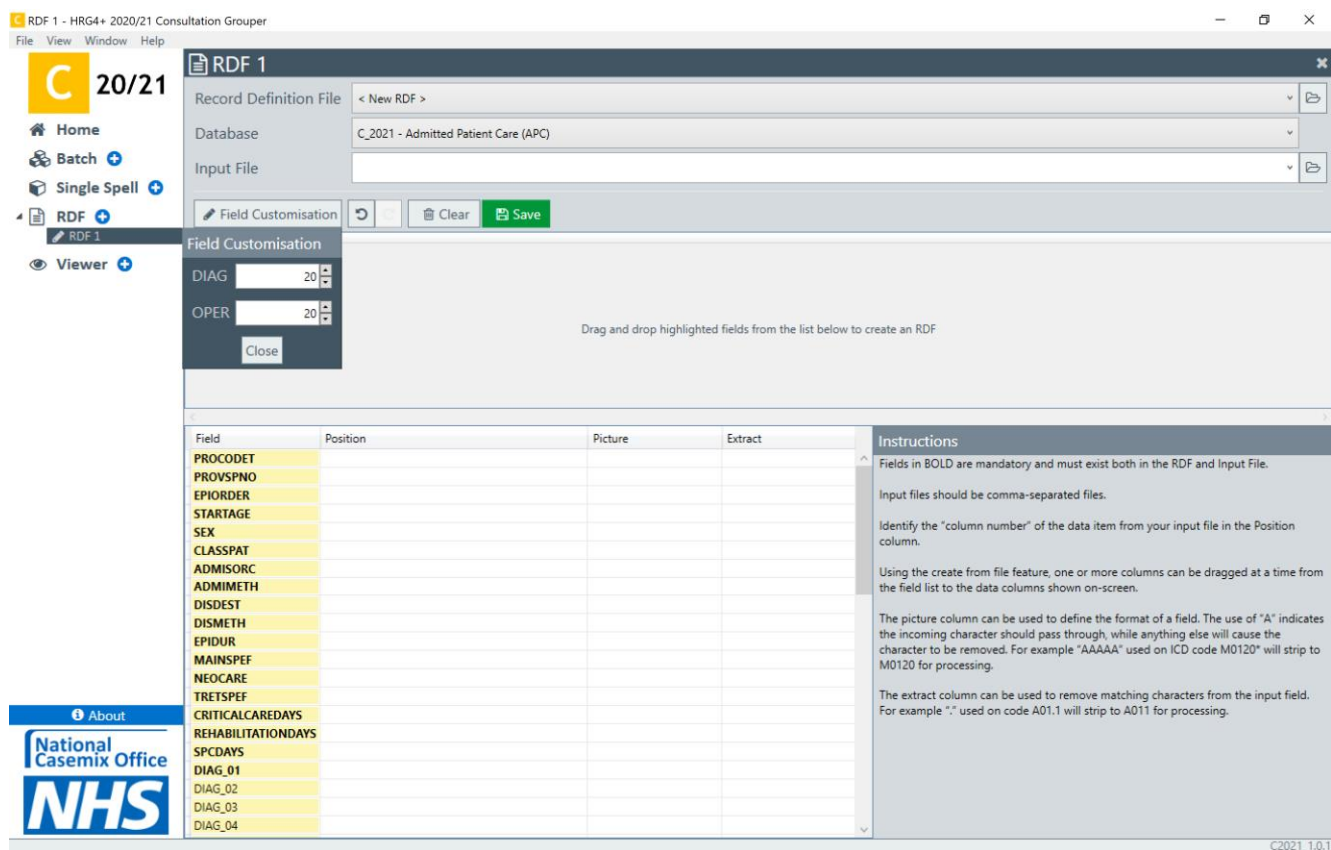 C RDF 1 - HRG4+ 2020/21 Consultation Grouper
File View Window Help
C 20/21
Home
Batch
Single Spell
RDF
RDF 1
Viewer
RDF 1
Record Definition File < New RDF >
Database C_2021 - Admitted Patient Care (APC)
Input File
Field Customisation Clear Save
Field Customisation
DIAG 20
OPER 20
Close
Drag and drop highlighted fields from the list below to create an RDF
Field Position Picture Extract
PROCODET
PROVSPNO
EPIORDER
STARTAGE
SEX
CLASSPAT
ADMISORC
ADMIMETH
DISDEST
DISMETH
EPIDUR
MAINSPEF
NEOCARE
TRETSPEF
CRITICALCAREDAYS
REHABILITATIONDAYS
SPCDAYS
DIAG_01
DIAG_02
DIAG_03
DIAG_04
Instructions
Fields in BOLD are mandatory and must exist both in the RDF and Input File.
Input files should be comma-separated files.
Identify the "column number" of the data item from your input file in the Position
column.
Using the create from file feature, one or more columns can be dragged at a time from
the field list to the data columns shown on-screen.
The picture column can be used to define the format of a field. The use of "A" indicates
the incoming character should pass through, while anything else will cause the
character to be removed. For example "AAAAA" used on ICD code M0120* will strip to
M0120 for processing.
The extract column can be used to remove matching characters from the input field.
For example "." used on code A01.1 will strip to A011 for processing.
About
National
Casemix Office
NHS
C2021 1.0.1